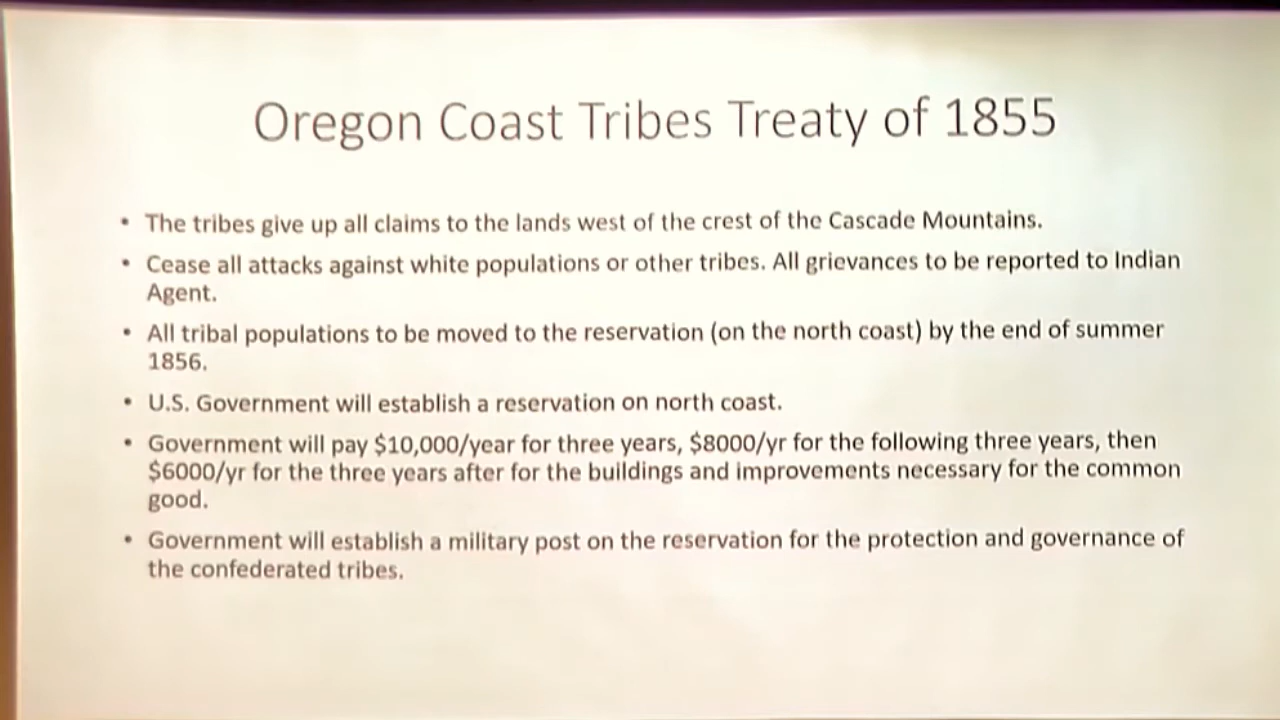 Oregon Coast Tribes Treaty of 1855
• The tribes give up all claims to the lands west of the crest of the Cascade Mountains.
• Cease all attacks against white populations or other tribes. All grievances to be reported to Indian
Agent.
• All tribal populations to be moved to the reservation (on the north coast) by the end of summer
1856.
• U.S. Government will establish a reservation on north coast.
• Government will pay $10,000/year for three years, $8000/yr for the following three years, then
$6000/yr for the three years after for the buildings and improvements necessary for the common
good.
• Government will establish a military post on the reservation for the protection and governance of
the confederated tribes.